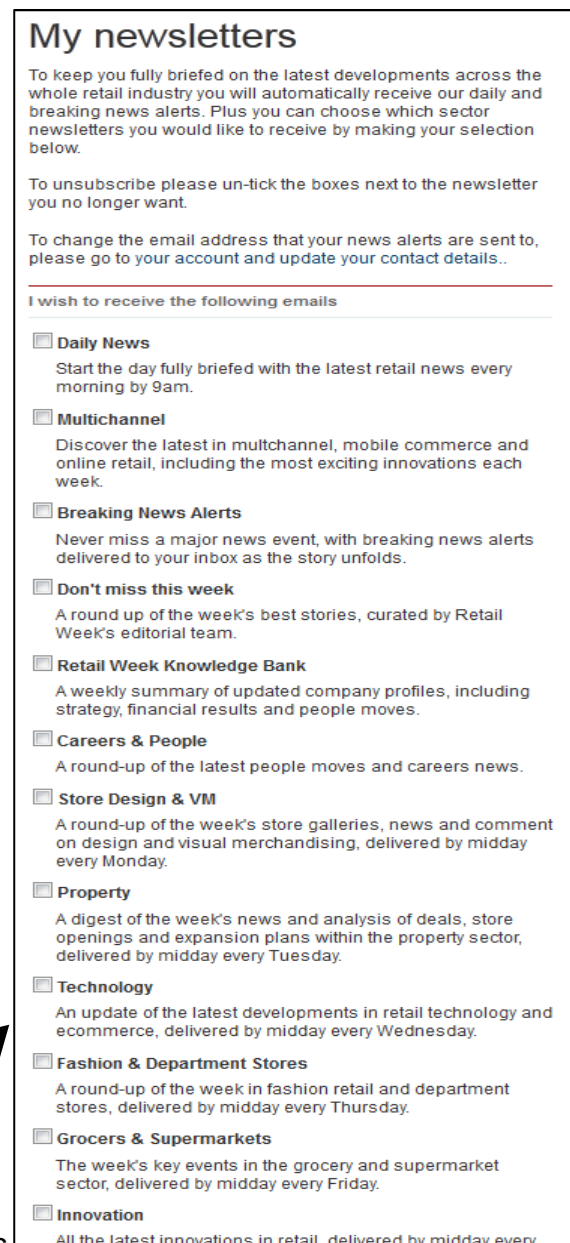 My newsletters
To keep you fully briefed on the latest developments across the
whole retail industry you will automatically receive our daily and
breaking news alerts. Plus you can choose which sector
newsletters you would like to receive by making your selection
below.
To unsubscribe please un-tick the boxes next to the newsletter
you no longer want.
To change the email address that your news alerts are sent to,
please go to your account and update your contact details..
I wish to receive the following emails
Daily News
Start the day fully briefed with the latest retail news every
morning by 9am.
Multichannel
Discover the latest in multchannel, mobile commerce and
online retail, including the most exciting innovations each
week.
Breaking News Alerts
Never miss a major news event, with breaking news alerts
delivered to your inbox as the story unfolds.
Don't miss this week
A round up of the week's best stories, curated by Retail
Week's editorial team.
Retail Week Knowledge Bank
A weekly summary of updated company profiles, including
strategy, financial results and people moves.
Careers & People
A round-up of the latest people moves and careers news.
Store Design & VM
A round-up of the week's store galleries, news and comment
on design and visual merchandising, delivered by midday
every Monday.
Property
A digest of the week's news and analysis of deals, store
openings and expansion plans within the property sector,
delivered by midday every Tuesday.
Technology
An update of the latest developments in retail technology and
ecommerce, delivered by midday every Wednesday.
Fashion & Department Stores
A round-up of the week in fashion retail and department
stores, delivered by midday every Thursday.
Grocers & Supermarkets
The week's key events in the grocery and supermarket
sector, delivered by midday every Friday.
Innovation
All the latest innovations in retail, delivered by midday every